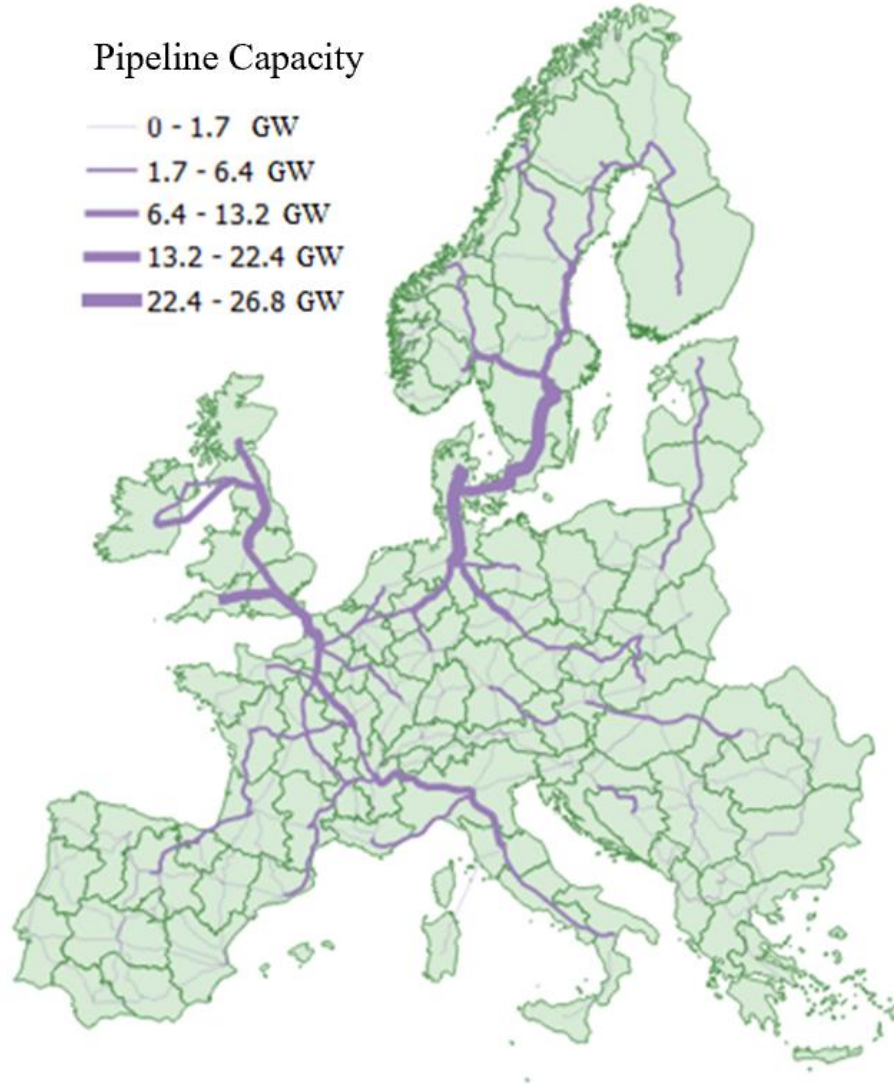 Pipeline Capacity
0 - 1.7 GW
1.7 - 6.4 GW
6.4 - 13.2 GW
13.2 - 22.4 GW
22.4 - 26.8 GW